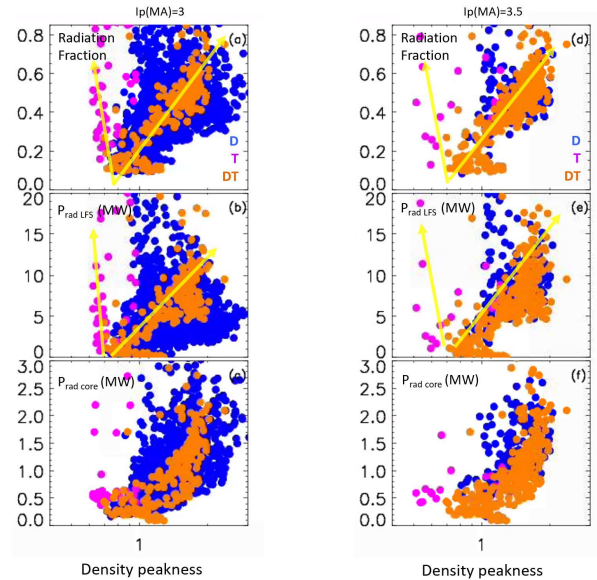 Ip(MA)=3
Ip(MA)=3.5
0.8
Radiation
Fraction
(a)
0.6
0.4
0.2
0.0
D
T
DT
0.8
Radiation
Fraction
(d)
0.6
0.4
0.2
0.0
D
T
DT
20
P rad LFS (MW)
(b)
15
10
5
0
20
P rad LFS (MW)
(e)
15
10
5
0
3.0
P rad core (MW)
(c)
2.5
2.0
1.5
1.0
0.5
0.0
3.0
P rad core (MW)
(f)
2.5
2.0
1.5
1.0
0.5
0.0
1
1
Density peakness
Density peakness